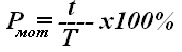 Pмот = t / T x100%